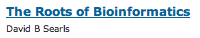 The Roots of Bioinformatics
David B Searls